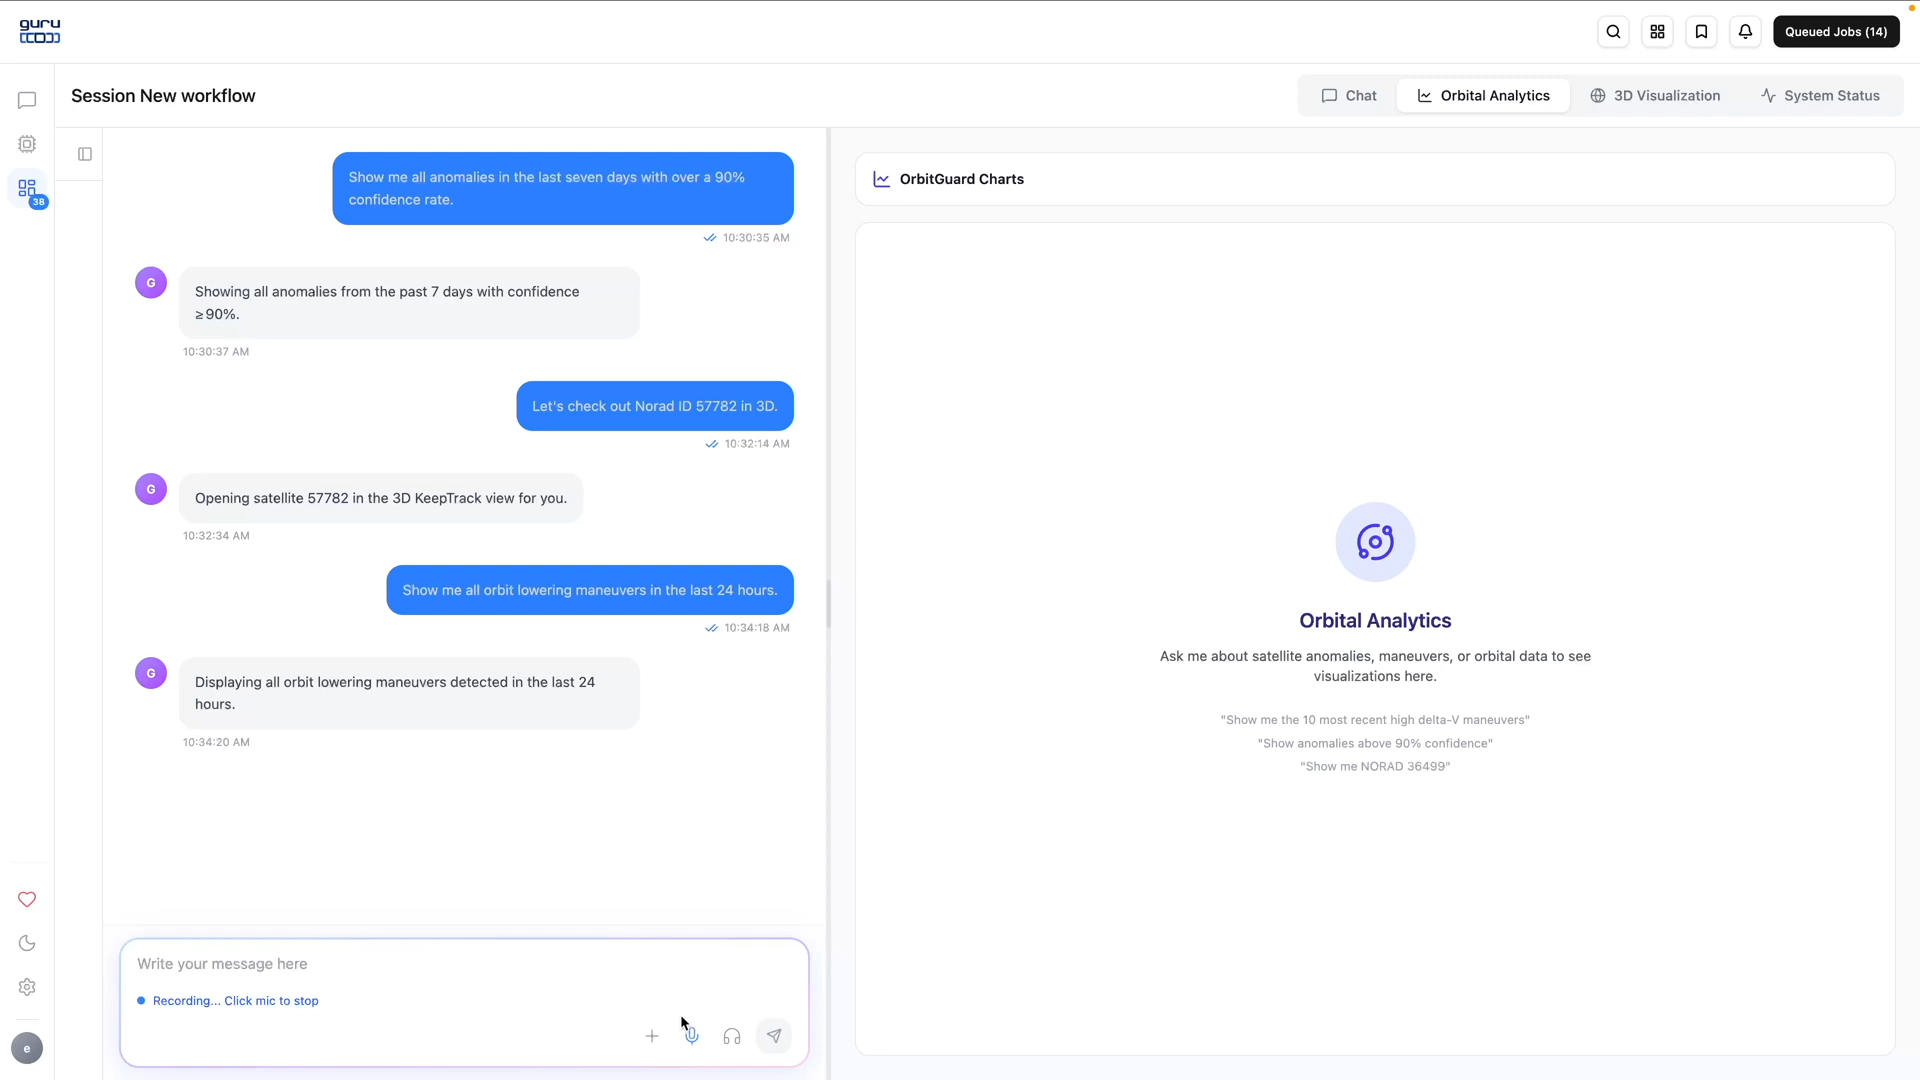 guru
Queued Jobs (14)
Session New workflow
Chat
Orbital Analytics
3D Visualization
System Status
38
Show me all anomalies in the last seven days with over a 90%
confidence rate.
10:30:35 AM
G
Showing all anomalies from the past 7 days with confidence
≥90%.
10:30:37 AM
Let's check out Norad ID 57782 in 3D.
10:32:14 AM
G
Opening satellite 57782 in the 3D KeepTrack view for you.
10:32:34 AM
Show me all orbit lowering maneuvers in the last 24 hours.
10:34:18 AM
G
Displaying all orbit lowering maneuvers detected in the last 24
hours.
10:34:20 AM
Write your message here
Recording... Click mic to stop
e
OrbitGuard Charts
Orbital Analytics
Ask me about satellite anomalies, maneuvers, or orbital data to see
visualizations here.
"Show me the 10 most recent high delta-V maneuvers"
"Show anomalies above 90% confidence"
"Show me NORAD 36499"